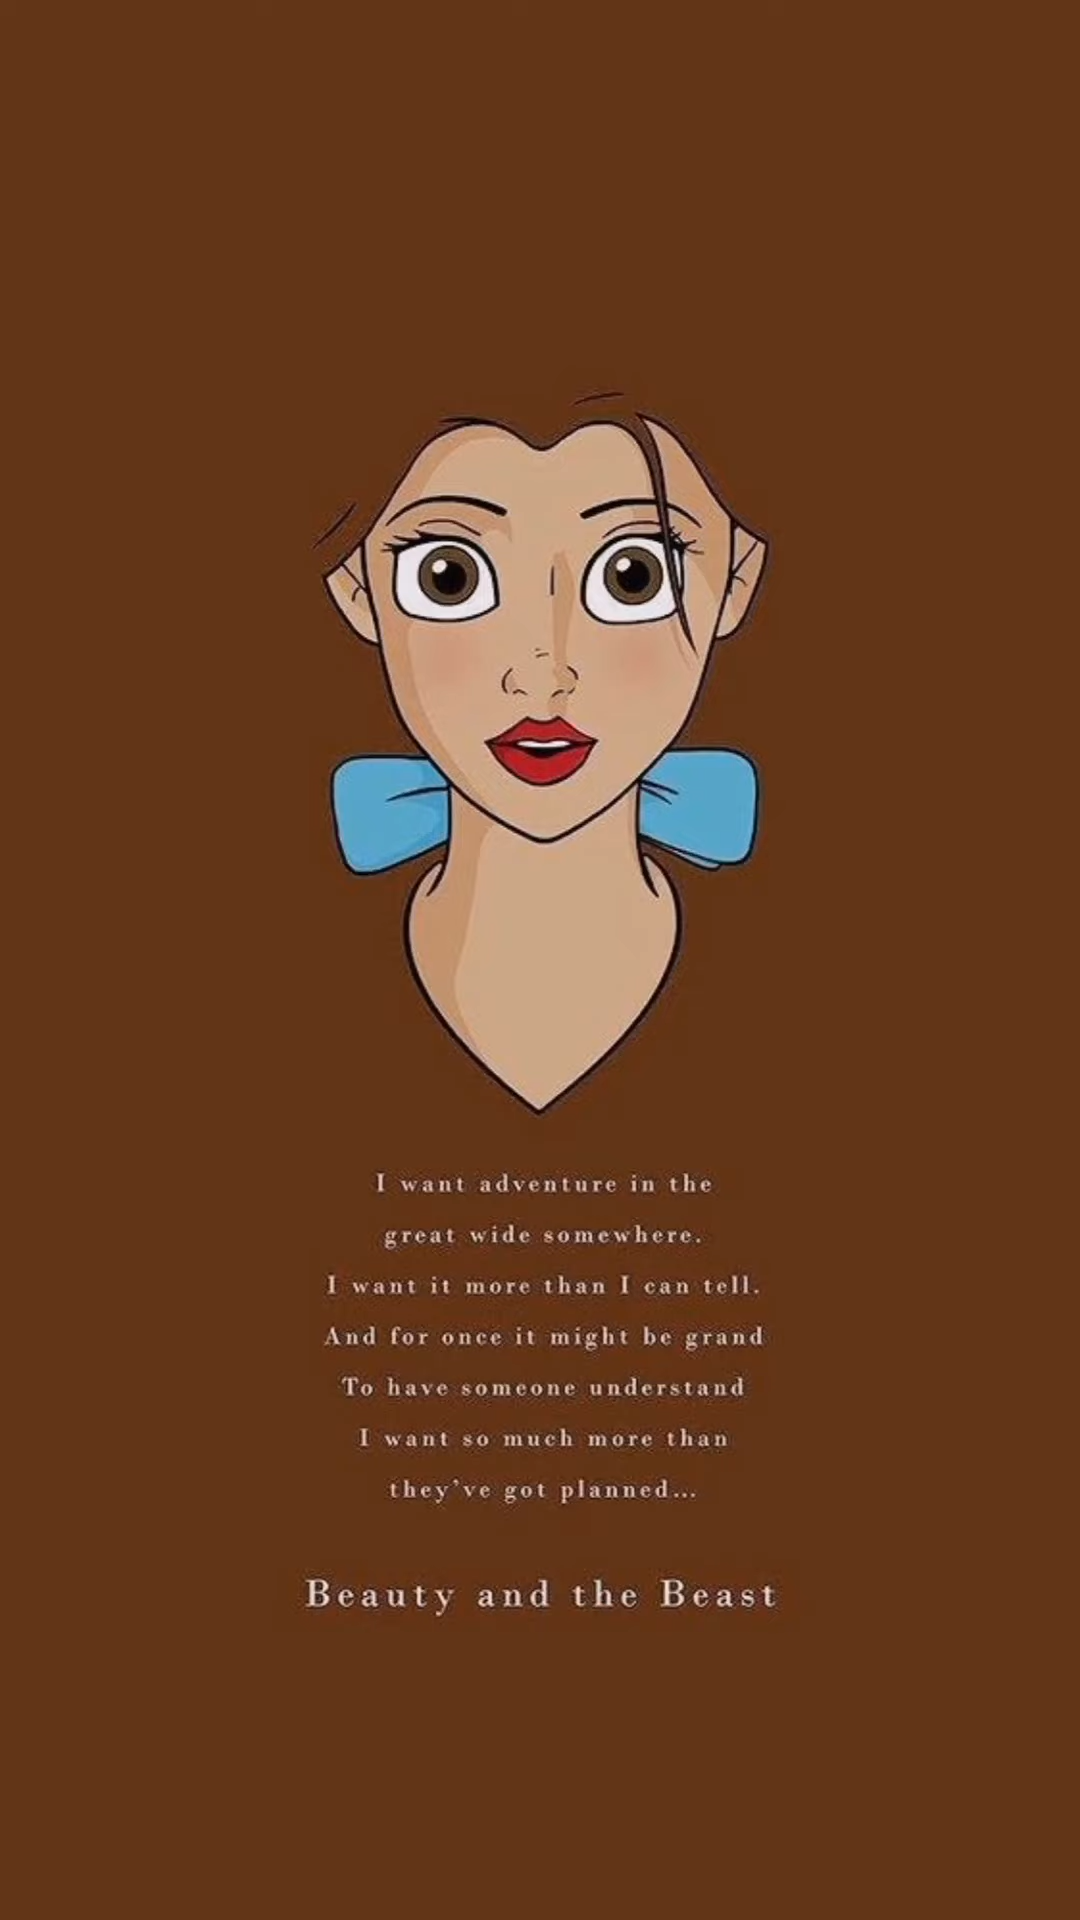 I want adventure in the
great wide somewhere.
I want it more than I can tell.
And for once it might be grand
To have someone understand
I want so much more than
they’ve got planned...
Beauty and the Beast